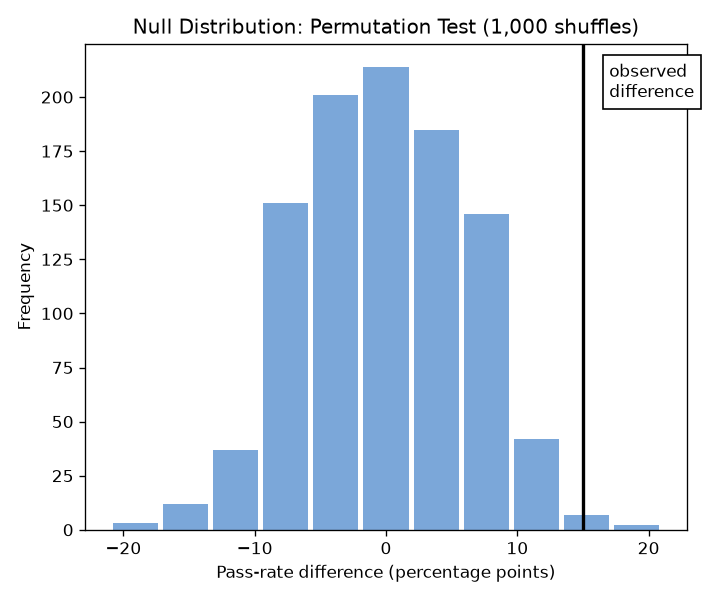 Null Distribution: Permutation Test (1,000 shuffles)
observed
difference
200
175
150
125
100
75
50
25
0
Frequency
−20
−10
0
10
20
Pass-rate difference (percentage points)